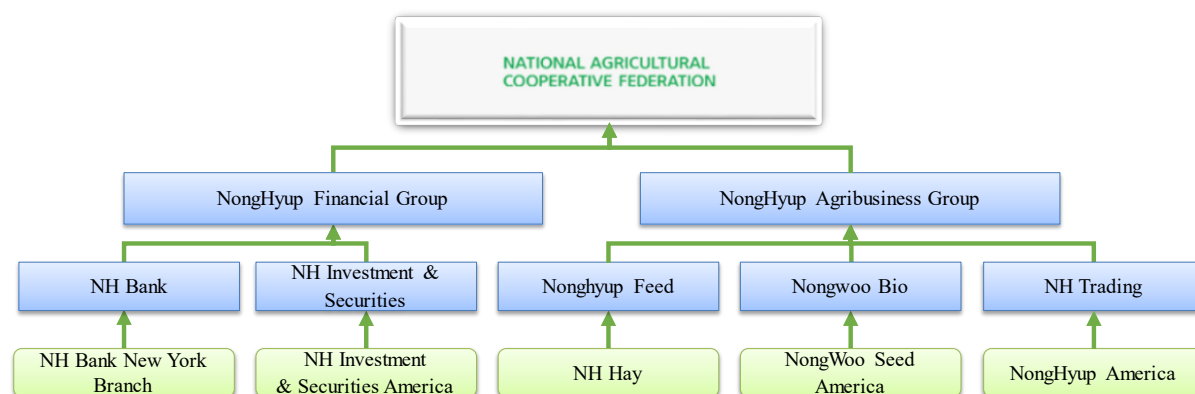 NATIONAL AGRICULTURAL
COOPERATIVE FEDERATION
NongHyup Financial Group
NongHyup Agribusiness Group
NH Bank
NH Investment &
Securities
Nonghyup Feed
Nongwoo Bio
NH Trading
NH Bank New York
Branch
NH Investment
& Securities America
NH Hay
NongWoo Seed
America
NongHyup America